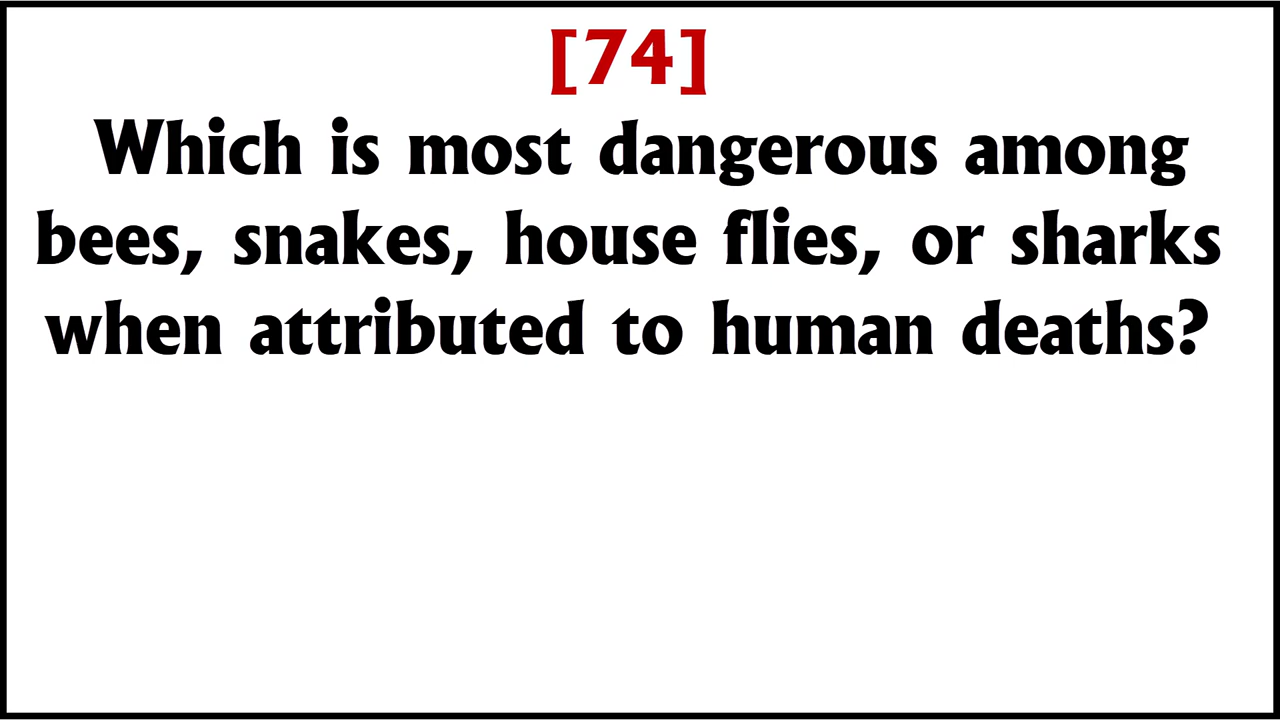 [74]
Which is most dangerous among
bees, snakes, house flies, or sharks
when attributed to human deaths?